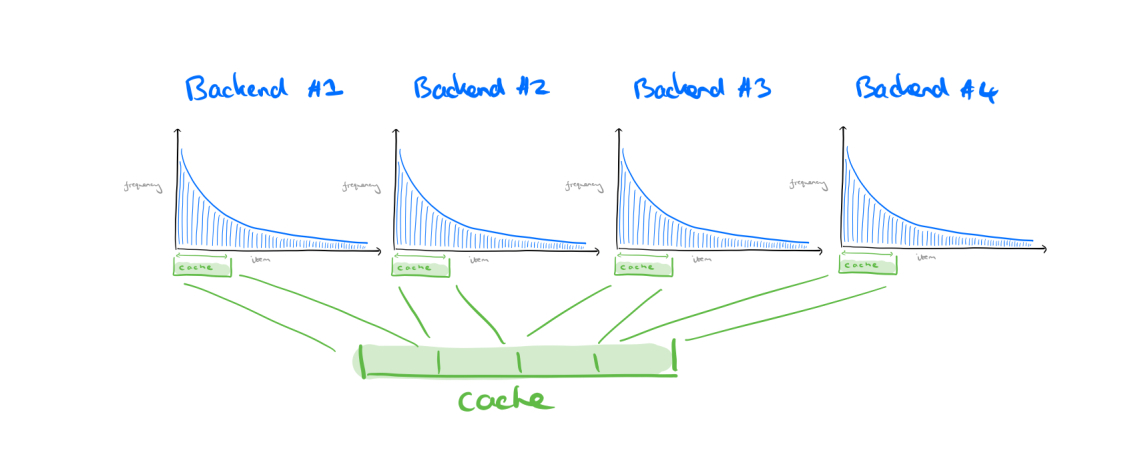 Backend #1 Backend #2 Backend #3 Backend #4
frequency frequency frequency frequency
item item item item
cache cache cache cache
cache